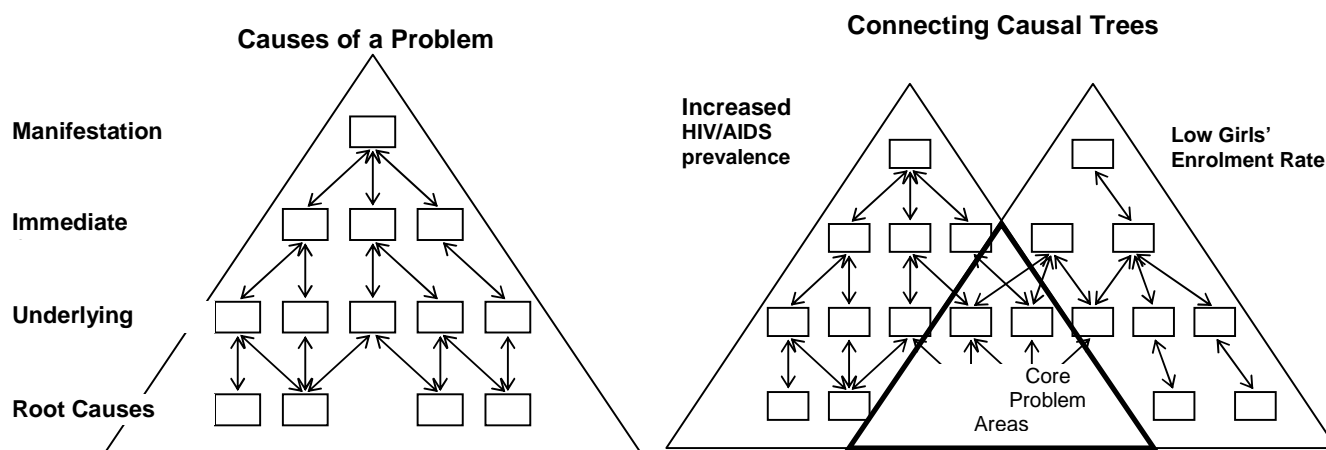 Causes of a Problem
Manifestation
Immediate
Underlying
Root Causes
Connecting Causal Trees
Increased
HIV/AIDS
prevalence
Low Girls'
Enrolment Rate
Core
Problem
Areas